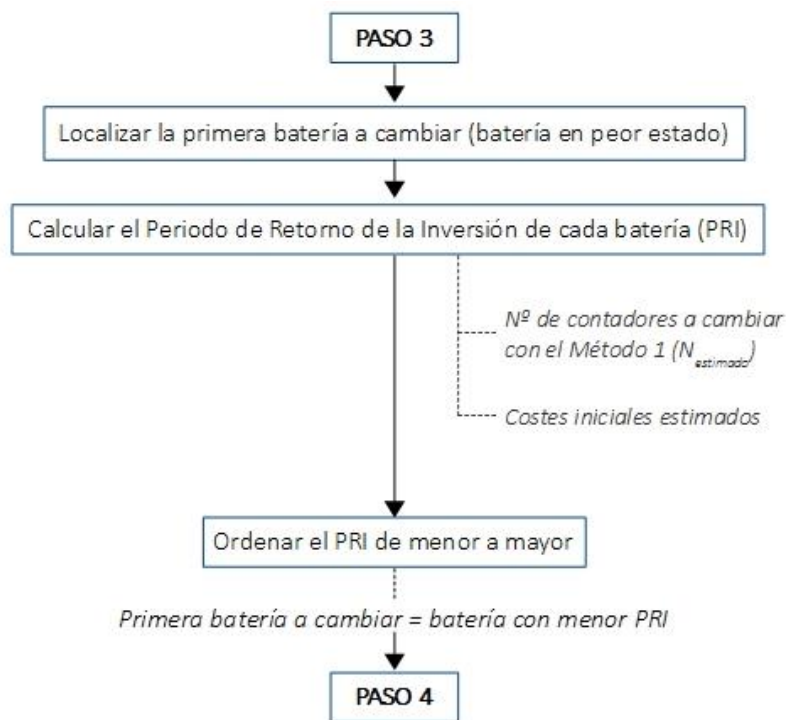 PASO 3
Localizar la primera batería a cambiar (batería en peor estado)
Calcular el Periodo de Retorno de la Inversión de cada batería (PRI)
Nº de contadores a cambiar
con el Método 1 (N estimado)
Costes iniciales estimados
Ordenar el PRI de menor a mayor
Primera batería a cambiar = batería con menor PRI
PASO 4